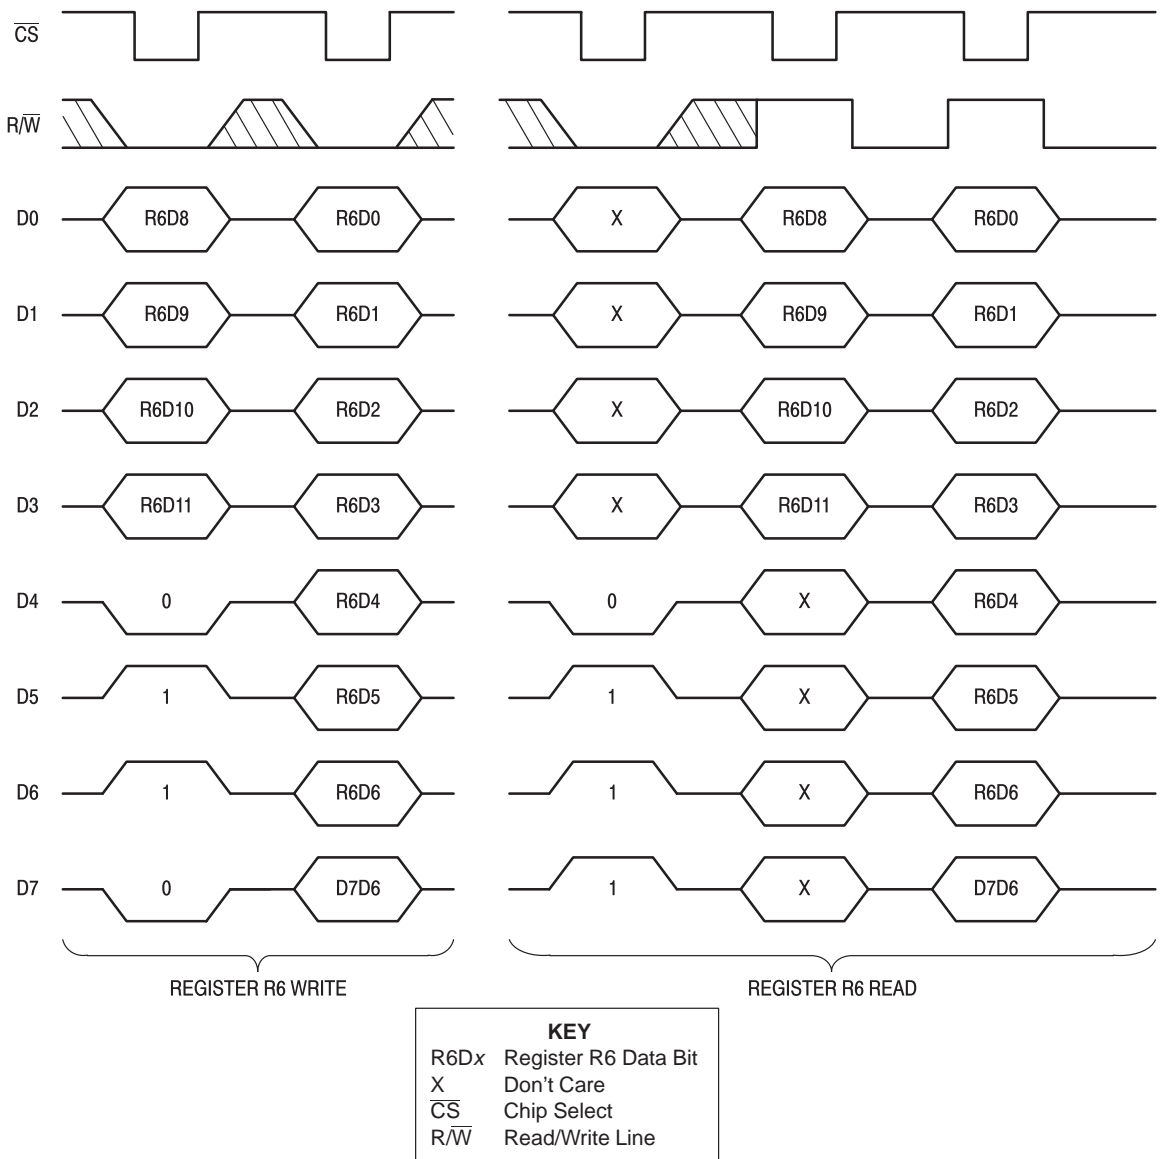 C̅S̅
R/W̅
D0 R6D8 R6D0 X R6D8 R6D0
D1 R6D9 R6D1 X R6D9 R6D1
D2 R6D10 R6D2 X R6D10 R6D2
D3 R6D11 R6D3 X R6D11 R6D3
D4 0 R6D4 0 X R6D4
D5 1 R6D5 1 X R6D5
D6 1 R6D6 1 X R6D6
D7 0 D7D6 1 X D7D6
REGISTER R6 WRITE REGISTER R6 READ
KEY
R6Dx Register R6 Data Bit
X Don't Care
C̅S̅ Chip Select
R/W̅ Read/Write Line